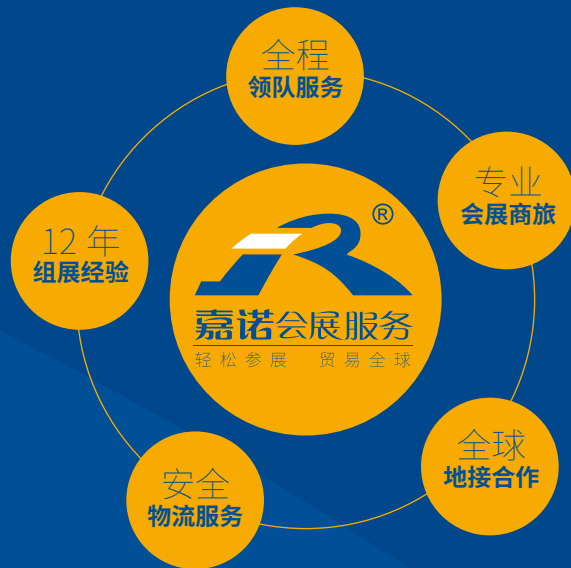 全程
领队服务
专业
会展商旅
12 年
组展经验
R®
嘉诺会展服务
轻松参展 贸易全球
全球
地接合作
安全
物流服务